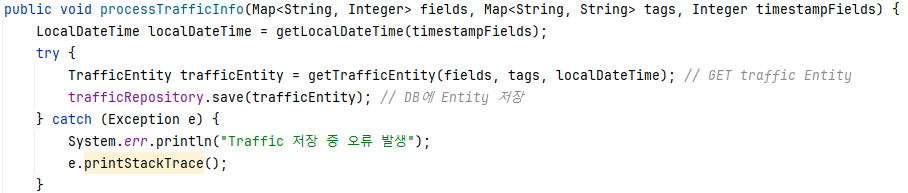 public void processTrafficInfo(Map<String, Integer> fields, Map<String, String> tags, Integer timestampFields) {
    LocalDateTime localDateTime = getLocalDateTime(timestampFields);
    try {
        TrafficEntity trafficEntity = getTrafficEntity(fields, tags, localDateTime); // GET traffic Entity
        trafficRepository.save(trafficEntity); // DB에 Entity 저장
    } catch (Exception e) {
        System.err.println("Traffic 저장 중 오류 발생");
        e.printStackTrace();
    }